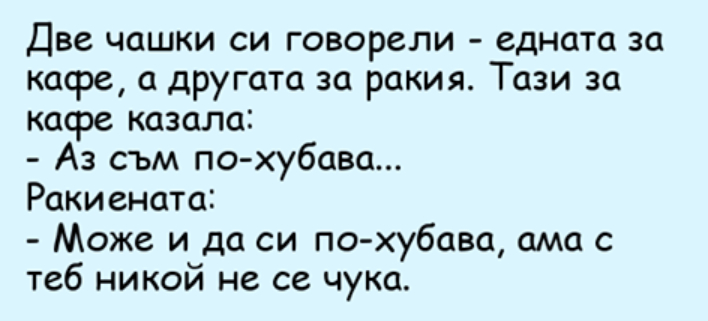 Две чашки си говорели - едната за
кафе, а другата за ракия. Тази за
кафе казала:
- Аз съм по-хубава...
Ракиената:
- Може и да си по-хубава, ама с
теб никой не се чука.